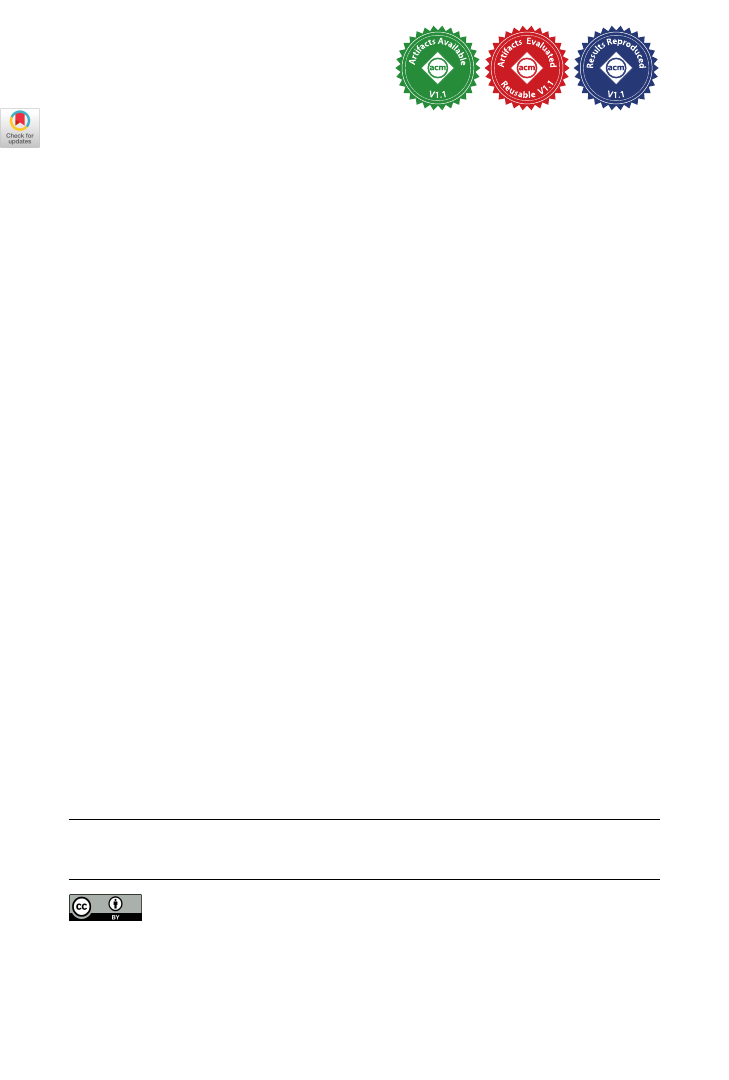 Artifacts Available
acm
V1.1
Artifacts Evaluated
acm
Reusable V1.1
Results Reproduced
acm
V1.1
Check for
updates
cc
BY